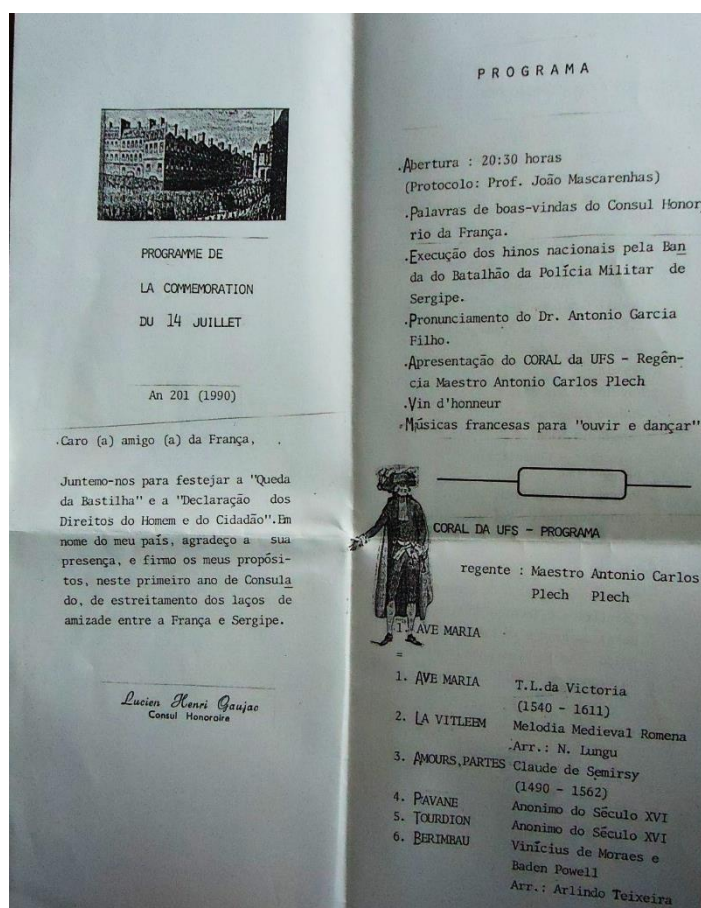 PROGRAMME DE
LA COMMEMORATION
DU 14 JUILLET
An 201 (1990)
.Caro (a) amigo (a) da França,
Juntemo-nos para festejar a "Queda
da Bastilha" e a "Declaração dos
Direitos do Homem e do Cidadão".Em
nome do meu país, agradeço a sua
presença, e firmo os meus propósi-
tos, neste primeiro ano de Consula
do, de estreitamento dos laços de
amizade entre a França e Sergipe.
Lucien Henri Gaujac
Consul Honoraire
PROGRAMA
.Abertura : 20:30 horas
(Protocolo: Prof. João Mascarenhas)
.Palavras de boas-vindas do Consul Honor
rio da França.
.Execução dos hinos nacionais pela Ban
da do Batalhão da Polícia Militar de
Sergipe.
.Pronunciamento do Dr. Antonio Garcia
Filho.
.Apresentação do CORAL da UFS - Regên-
cia Maestro Antonio Carlos Plech
.Vin d'honneur
.Músicas francesas para "ouvir e dançar"
CORAL DA UFS - PROGRAMA
regente : Maestro Antonio Carlos
Plech Plech
1. AVE MARIA
=
1. AVE MARIA T.L.da Victoria
(1540 - 1611)
2. LA VITLEEM Melodia Medieval Romena
.Arr.: N. Lungu
3. AMOURS,PARTES Claude de Semirsy
(1490 - 1562)
4. PAVANE Anonimo do Século XVI
5. TOURDION Anonimo do Século XVI
6. BERIMBAU Vinícius de Moraes e
Baden Powell
Arr.: Arlindo Teixeira